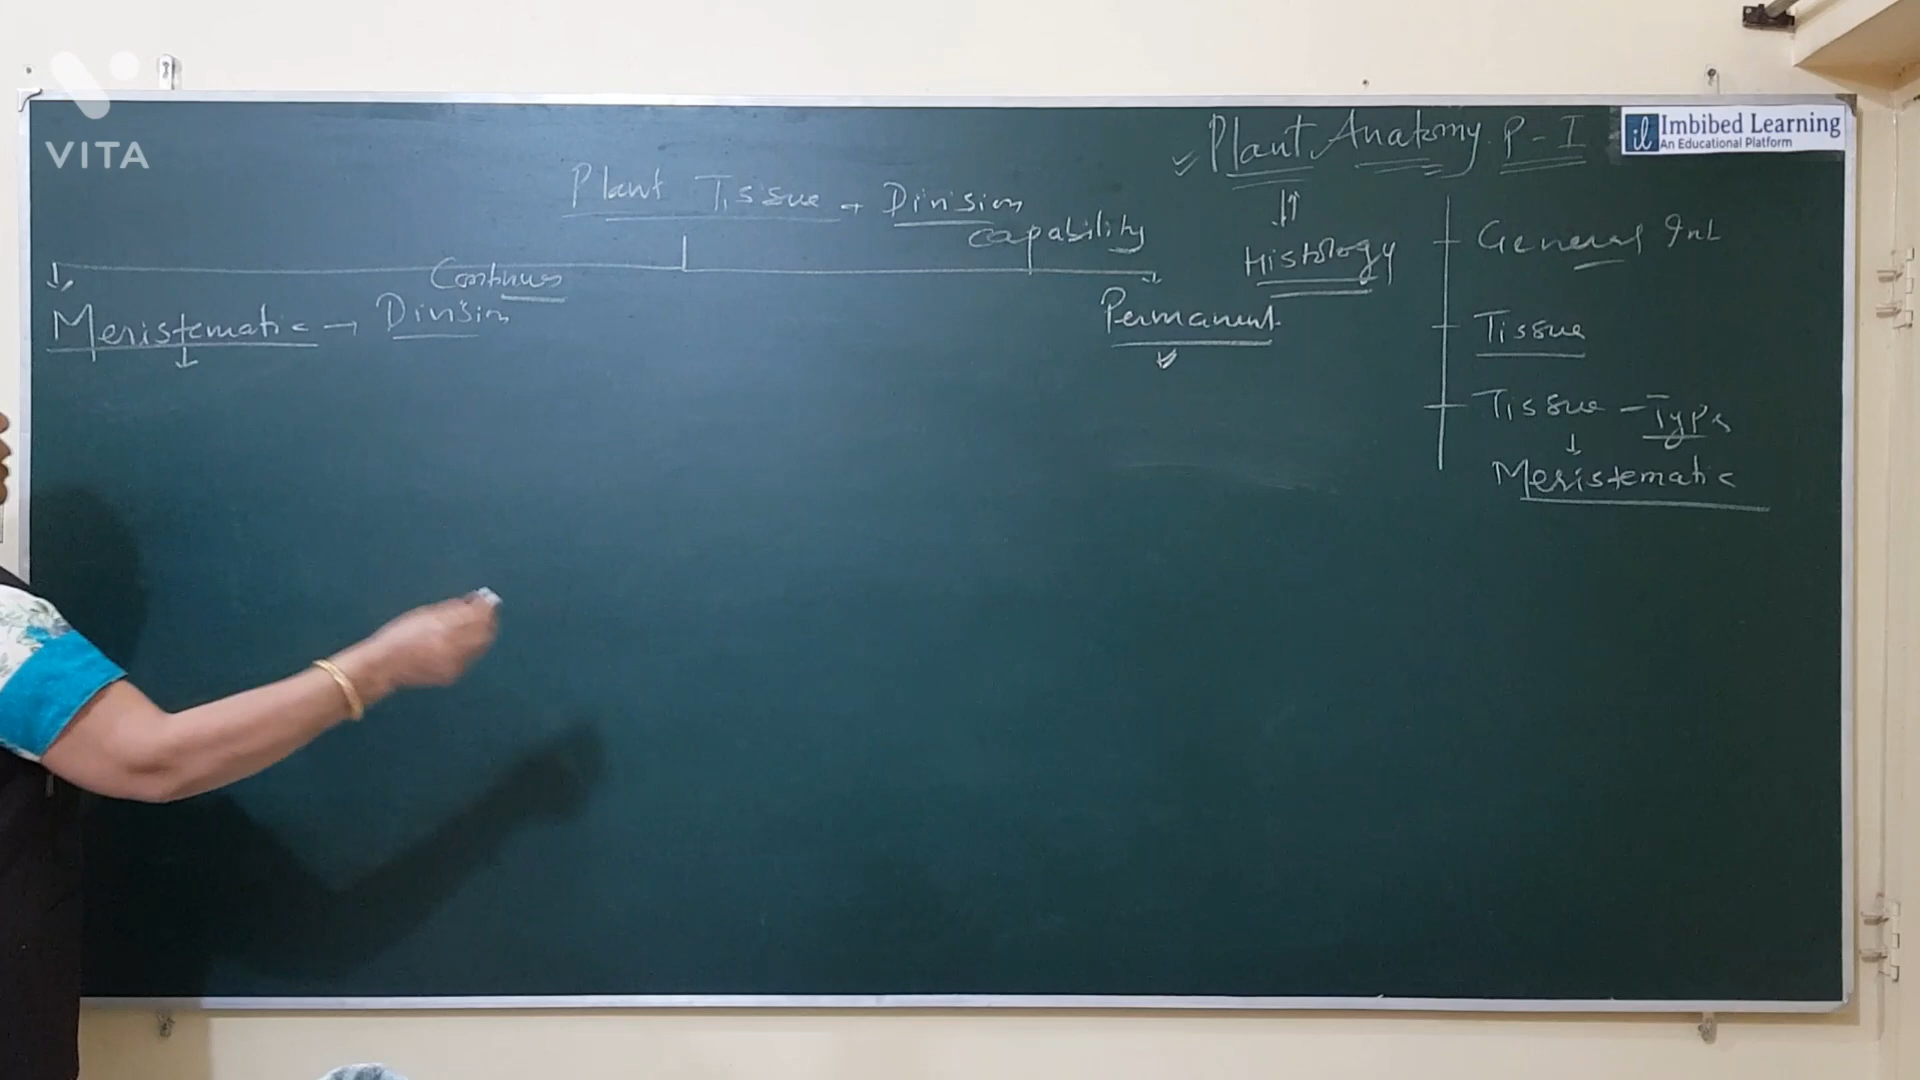 VITA
Plant Anatomy P-I
Imbibed Learning
An Educational Platform
Plant Tissue → Division
capability
Histology
General Int
Continues
Meristematic → Division
Permanent
Tissue
Tissue - Types
Meristematic